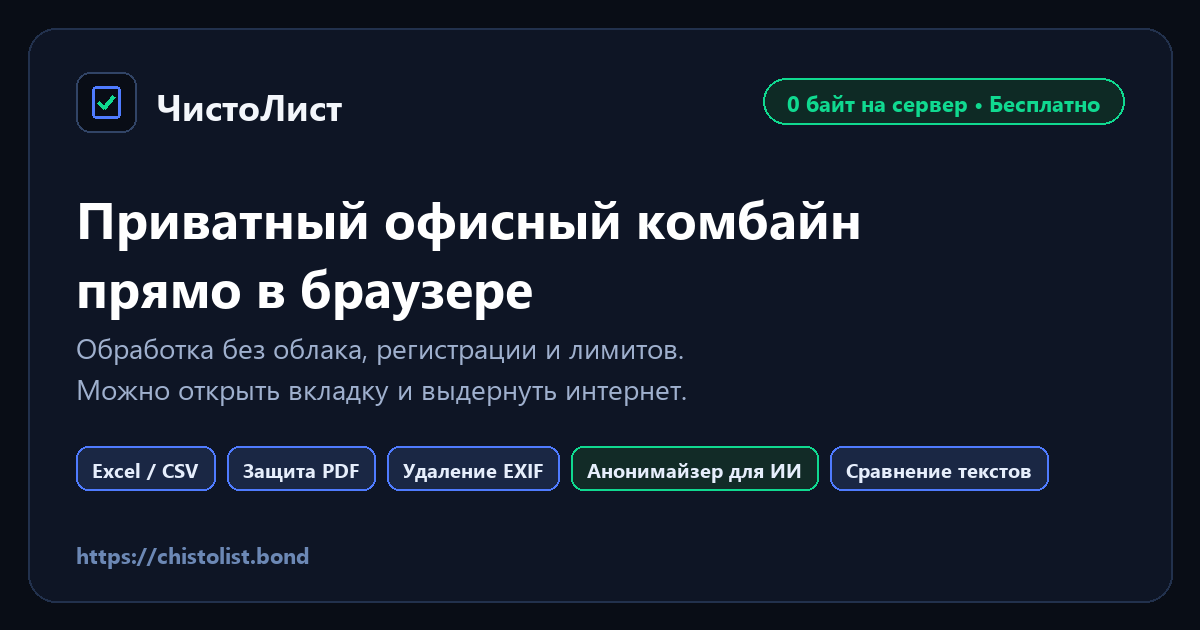 ЧистоЛист
0 байт на сервер • Бесплатно
Приватный офисный комбайн
прямо в браузере
Обработка без облака, регистрации и лимитов.
Можно открыть вкладку и выдернуть интернет.
Excel / CSV
Защита PDF
Удаление EXIF
Анонимайзер для ИИ
Сравнение текстов
https://chistolist.bond